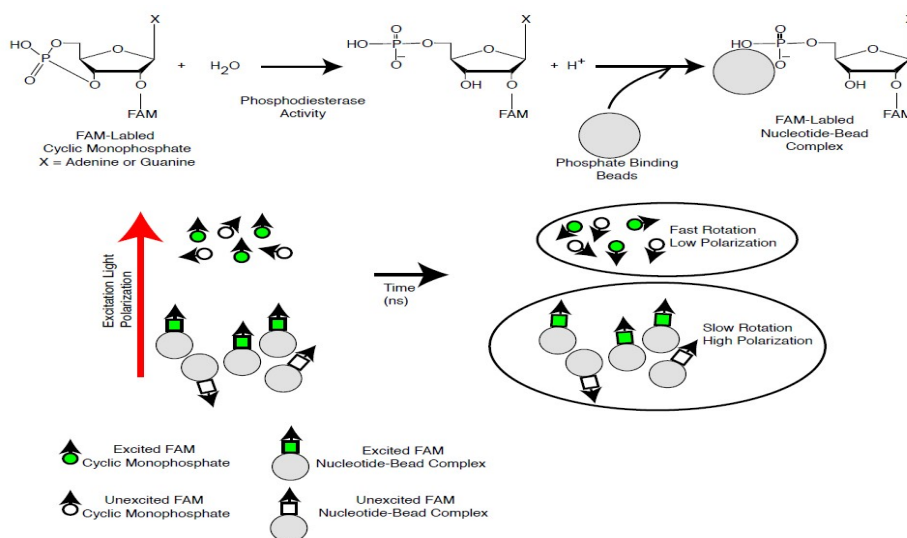 X
HO
O
P
O
O
O
O
FAM
+ H₂O
Phosphodiesterase
Activity
X
O
HO-P-O
O-
O
OH O
FAM
+ H⁺
Phosphate Binding
Beads
X
O
HO-P-O
O-
O
OH O
FAM
FAM-Labled
Cyclic Monophosphate
X = Adenine or Guanine
FAM-Labled
Nucleotide-Bead
Complex
Excitation Light
Polarization
Time
(ns)
Fast Rotation
Low Polarization
Slow Rotation
High Polarization
Excited FAM
Cyclic Monophosphate
Excited FAM
Nucleotide-Bead Complex
Unexcited FAM
Cyclic Monophosphate
Unexcited FAM
Nucleotide-Bead Complex